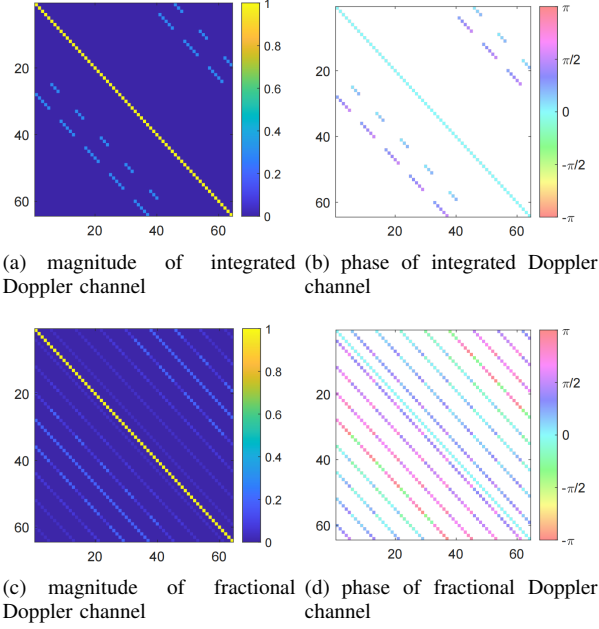 1
0.8
0.6
0.4
0.2
0
20
40
60
20 40 60
π
π/2
0
-π/2
-π
20
40
60
20 40 60
(a) magnitude of integrated
Doppler channel
(b) phase of integrated Doppler
channel
1
0.8
0.6
0.4
0.2
0
20
40
60
20 40 60
π
π/2
0
-π/2
-π
20
40
60
20 40 60
(c) magnitude of fractional
Doppler channel
(d) phase of fractional Doppler
channel